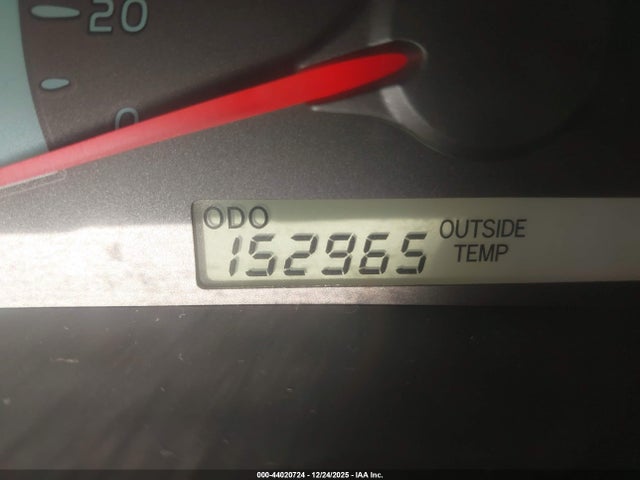 20
0
ODO
152965
OUTSIDE
TEMP
000-44020724 - 12/24/2025 - IAA Inc.